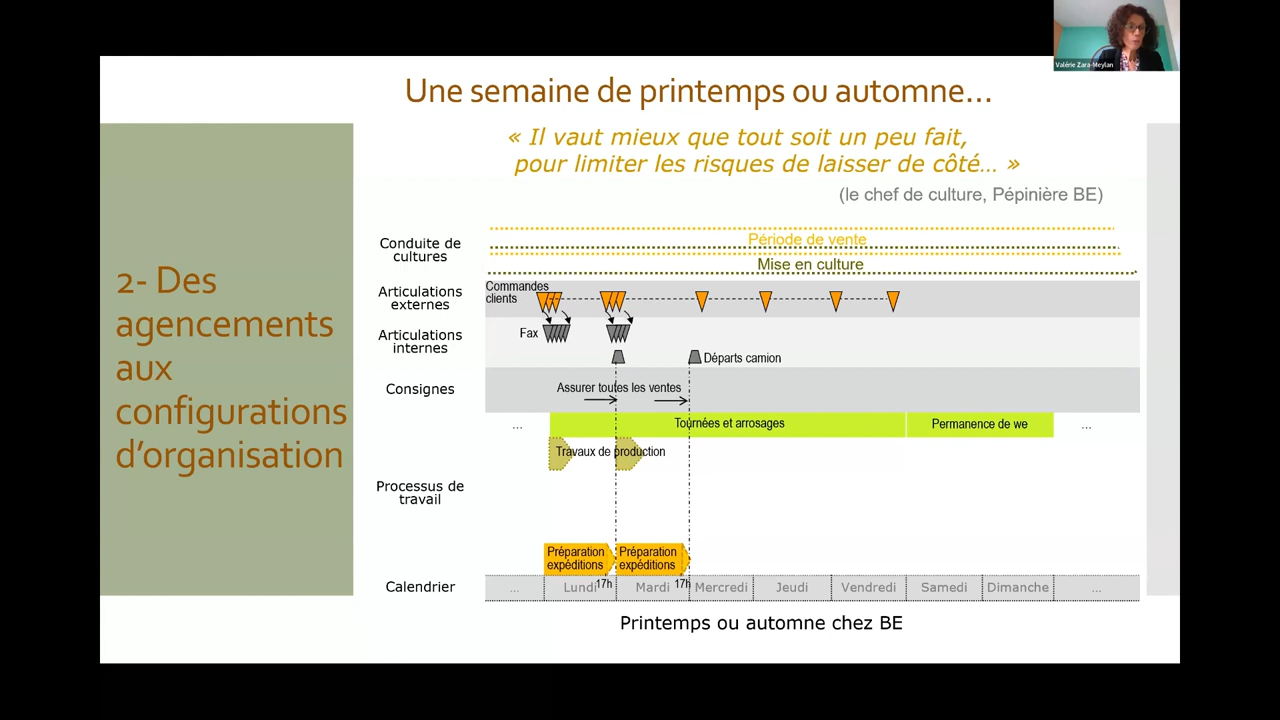 Valérie Zara-Meylan
Une semaine de printemps ou automne...
« Il vaut mieux que tout soit un peu fait,
pour limiter les risques de laisser de côté... »
(le chef de culture, Pépinière BE)
2- Des
agencements
aux
configurations
d'organisation
Conduite de
cultures
Période de vente
Mise en culture
Articulations
externes
Commandes
clients
Articulations
internes
Fax
Départs camion
Consignes
Assurer toutes les ventes
...
Tournées et arrosages
Permanence de we
...
Travaux de production
Processus de
travail
Préparation
expéditions
Préparation
expéditions
Calendrier
...
Lundi
17h
Mardi
17h
Mercredi
Jeudi
Vendredi
Samedi
Dimanche
...
Printemps ou automne chez BE